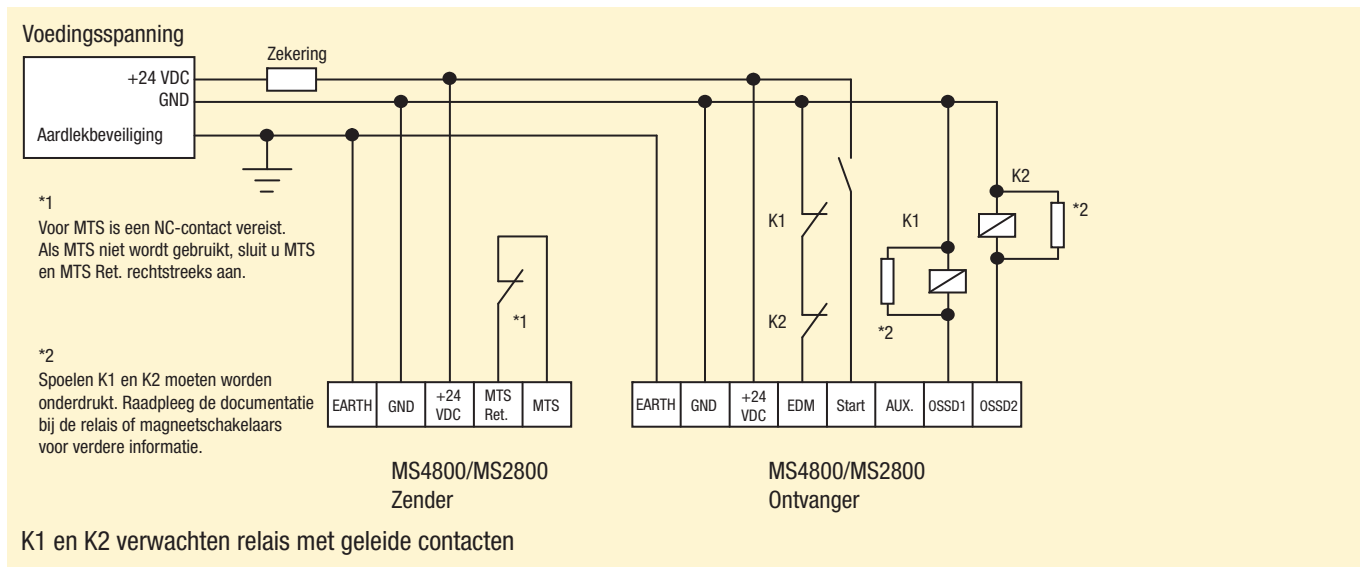 Voedingsspanning
Zekering
+24 VDC
GND
Aardlekbeveiliging
*1
Voor MTS is een NC-contact vereist.
Als MTS niet wordt gebruikt, sluit u MTS
en MTS Ret. rechtstreeks aan.
*1
*2
Spoelen K1 en K2 moeten worden
onderdrukt. Raadpleeg de documentatie
bij de relais of magneetschakelaars
voor verdere informatie.
K1
K2
K1
*2
K2
*2
EARTH
GND
+24
VDC
MTS
Ret.
MTS
EARTH
GND
+24
VDC
EDM
Start
AUX.
OSSD1
OSSD2
MS4800/MS2800
Zender
MS4800/MS2800
Ontvanger
K1 en K2 verwachten relais met geleide contacten